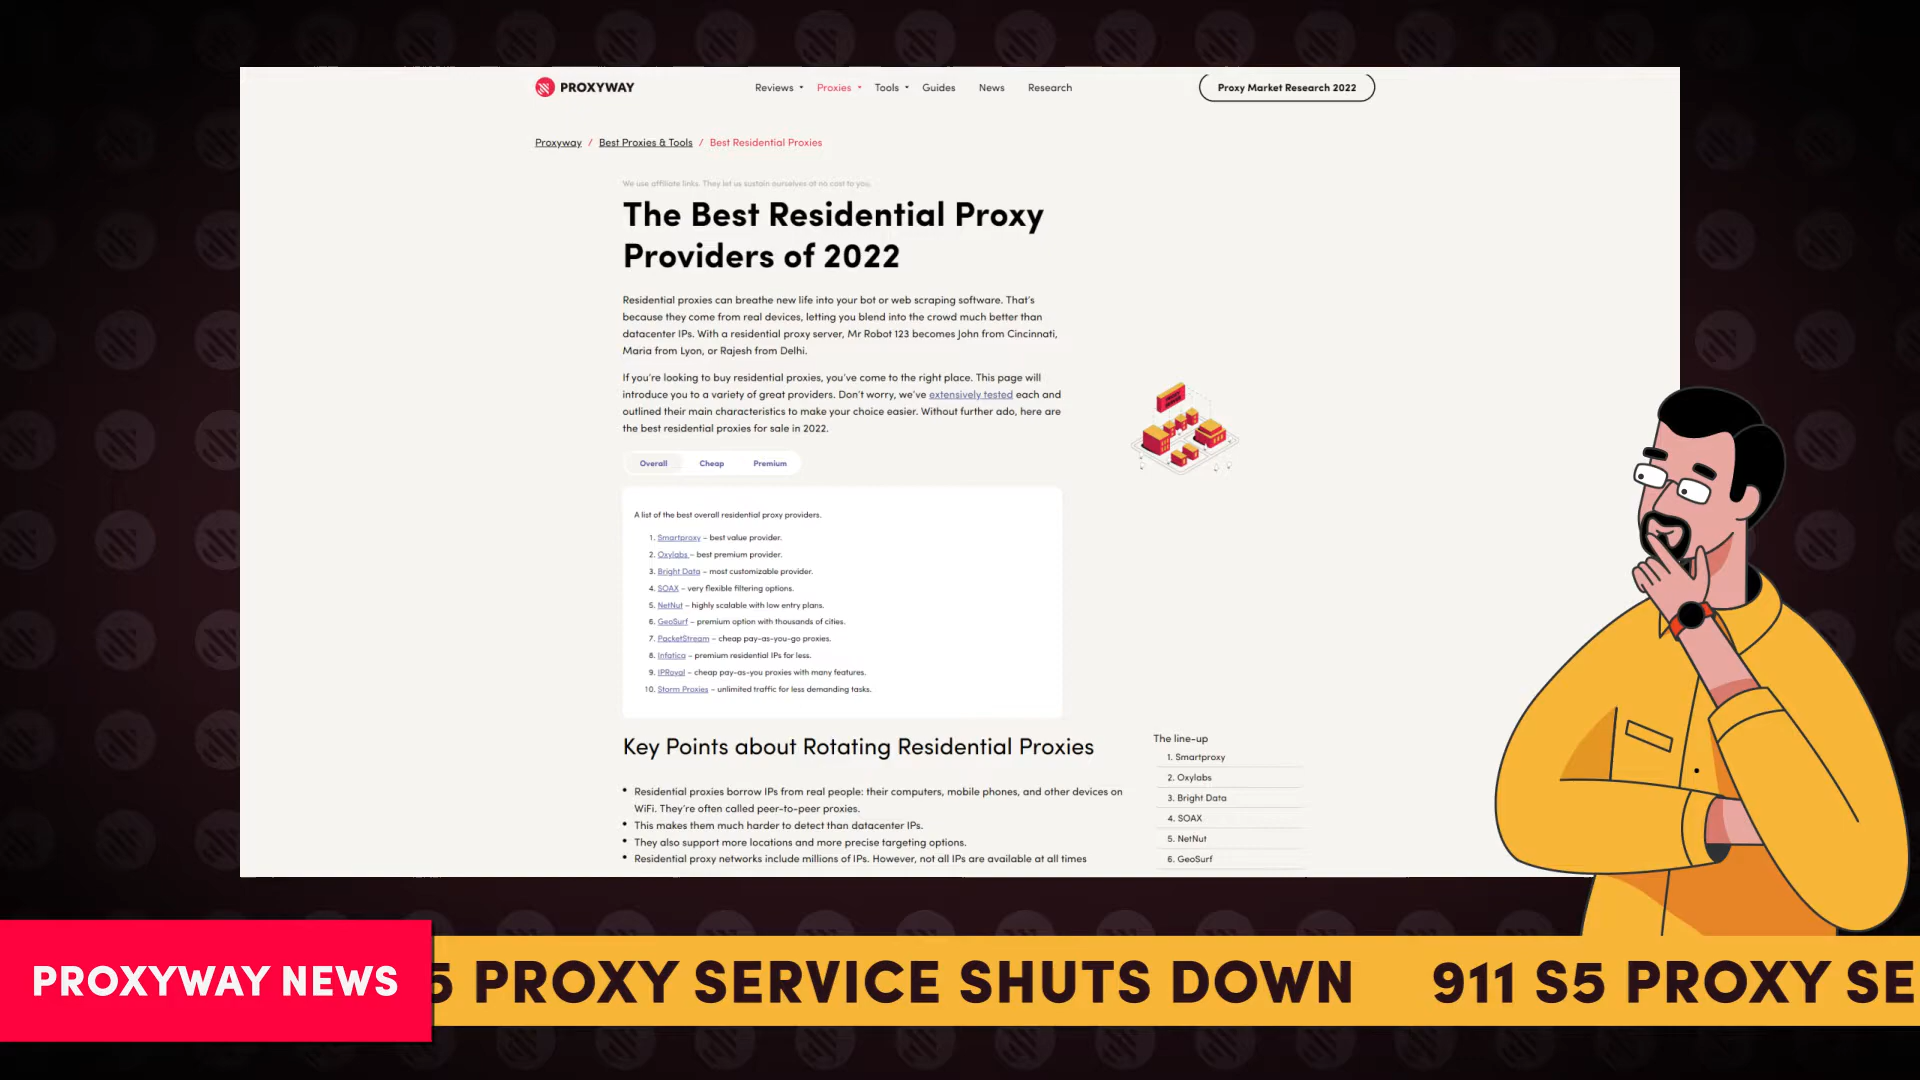 PROXYWAY
Reviews Proxies Tools Guides News Research
Proxy Market Research 2022
Proxyway / Best Proxies & Tools / Best Residential Proxies
We use affiliate links. They let us sustain ourselves at no cost to you.
The Best Residential Proxy
Providers of 2022
Residential proxies can breathe new life into your bot or web scraping software. That's
because they come from real devices, letting you blend into the crowd much better than
datacenter IPs. With a residential proxy server, Mr Robot 123 becomes John from Cincinnati,
Maria from Lyon, or Rajesh from Delhi.
If you're looking to buy residential proxies, you've come to the right place. This page will
introduce you to a variety of great providers. Don't worry, we've extensively tested each and
outlined their main characteristics to make your choice easier. Without further ado, here are
the best residential proxies for sale in 2022.
Overall Cheap Premium
A list of the best overall residential proxy providers.
1. Smartproxy – best value provider.
2. Oxylabs – best premium provider.
3. Bright Data – most customizable provider.
4. SOAX – very flexible filtering options.
5. NetNut – highly scalable with low entry plans.
6. GeoSurf – premium option with thousands of cities.
7. PacketStream – cheap pay-as-you-go proxies.
8. Infatica – premium residential IPs for less.
9. IPRoyal – cheap pay-as-you proxies with many features.
10. Storm Proxies – unlimited traffic for less demanding tasks.
Key Points about Rotating Residential Proxies
• Residential proxies borrow IPs from real people: their computers, mobile phones, and other devices on
WiFi. They're often called peer-to-peer proxies.
• This makes them much harder to detect than datacenter IPs.
• They also support more locations and more precise targeting options.
• Residential proxy networks include millions of IPs. However, not all IPs are available at all times
The line-up
1. Smartproxy
2. Oxylabs
3. Bright Data
4. SOAX
5. NetNut
6. GeoSurf
PROXYWAY NEWS
5 PROXY SERVICE SHUTS DOWN 911 S5 PROXY SE